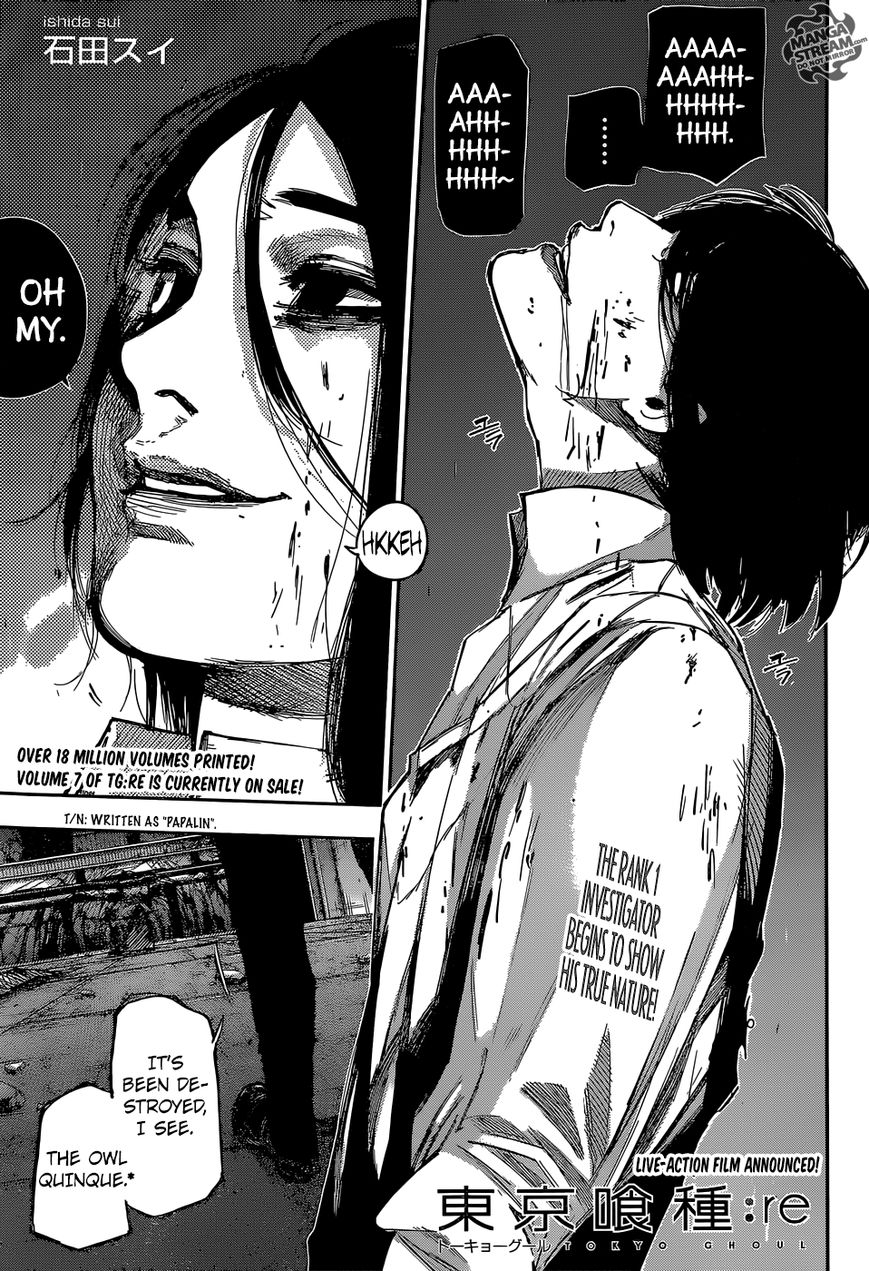 ishida sui
石田スイ
MANGA
STREAM.com
DO NOT MIRROR
AAAA-
AAAHH-
HHHH-
HHH.
......
AAA-
AHH-
HHH-
HHH~
OH
MY.
HKKEH
OVER 18 MILLION VOLUMES PRINTED!
VOLUME 7 OF TG:RE IS CURRENTLY ON SALE!
T/N: WRITTEN AS "PAPALIN".
THE RANK 1
INVESTIGATOR
BEGINS TO SHOW
HIS TRUE NATURE!
IT'S
BEEN DE-
STROYED,
I SEE.
THE OWL
QUINQUE.*
LIVE-ACTION FILM ANNOUNCED!
東京喰種:re
トーキョーグール TOKYO GHOUL